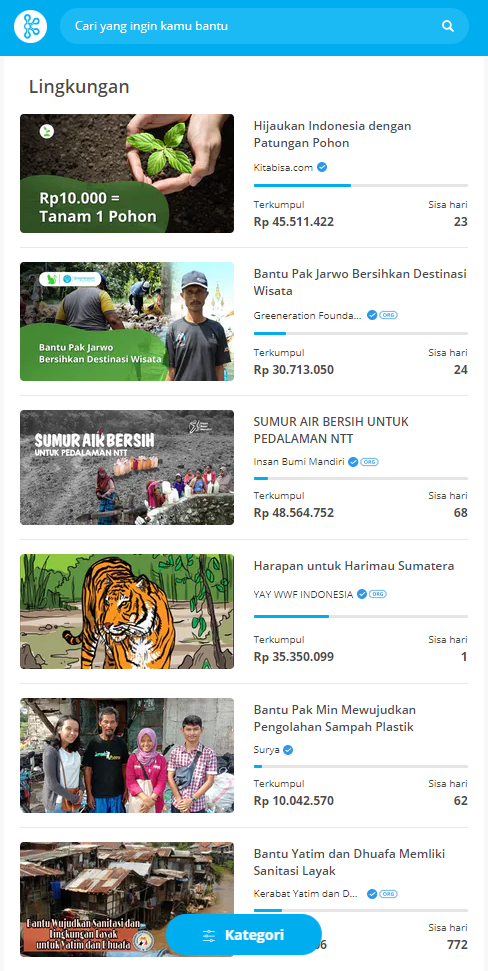 Cari yang ingin kamu bantu
Lingkungan
Rp10.000 =
Tanam 1 Pohon
Hijaukan Indonesia dengan
Patungan Pohon
Kitabisa.com
Terkumpul
Sisa hari
Rp 45.511.422
23
Bantu Pak Jarwo
Bersihkan Destinasi Wisata
Bantu Pak Jarwo Bersihkan Destinasi
Wisata
Greeneration Founda...
ORG
Terkumpul
Sisa hari
Rp 30.713.050
24
SUMUR AIR BERSIH
UNTUK PEDALAMAN NTT
SUMUR AIR BERSIH UNTUK
PEDALAMAN NTT
Insan Bumi Mandiri
ORG
Terkumpul
Sisa hari
Rp 48.564.752
68
Harapan untuk Harimau Sumatera
YAY WWF INDONESIA
ORG
Terkumpul
Sisa hari
Rp 35.350.099
1
Bantu Pak Min Mewujudkan
Pengolahan Sampah Plastik
Surya
Terkumpul
Sisa hari
Rp 10.042.570
62
Bantu Wujudkan Sanitasi dan
Lingkungan Layak
untuk Yatim dan Dhuafa
Bantu Yatim dan Dhuafa Memliki
Sanitasi Layak
Kerabat Yatim dan D...
ORG
Sisa hari
772
Kategori